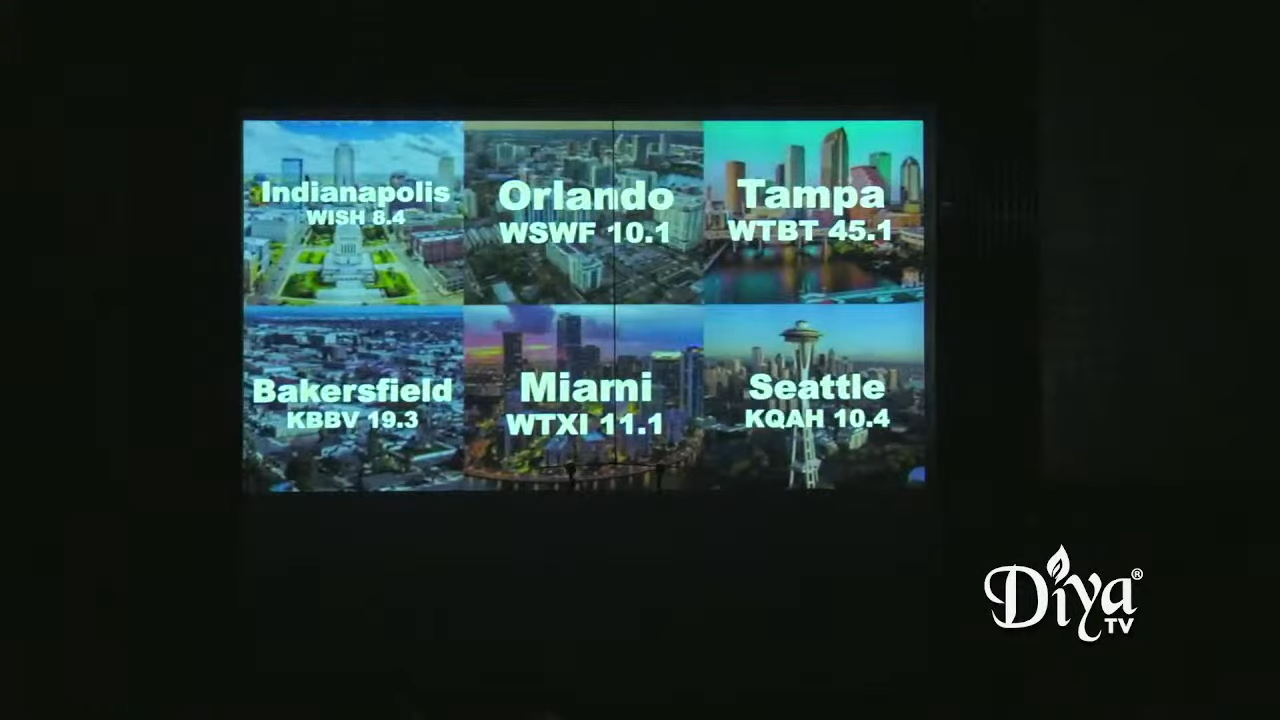 Indianapolis
WISH 8.4
Orlando
WSWF 10.1
Tampa
WTBT 45.1
Bakersfield
KBBV 19.3
Miami
WTXI 11.1
Seattle
KQAH 10.4
Diya®
TV